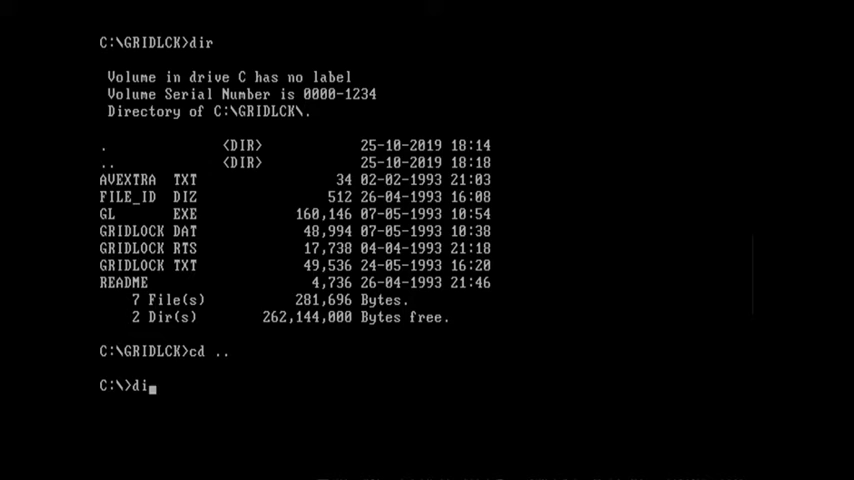 C:\GRIDLCK>dir
Volume in drive C has no label
Volume Serial Number is 0000-1234
Directory of C:\GRIDLCK\.
. <DIR> 25-10-2019 18:14
.. <DIR> 25-10-2019 18:18
AVEXTRA TXT 34 02-02-1993 21:03
FILE_ID DIZ 512 26-04-1993 16:08
GL EXE 160,146 07-05-1993 10:54
GRIDLOCK DAT 48,994 07-05-1993 10:38
GRIDLOCK RTS 17,738 04-04-1993 21:18
GRIDLOCK TXT 49,536 24-05-1993 16:20
README 4,736 26-04-1993 21:46
7 File(s) 281,696 Bytes.
2 Dir(s) 262,144,000 Bytes free.
C:\GRIDLCK>cd ..
C:\>di